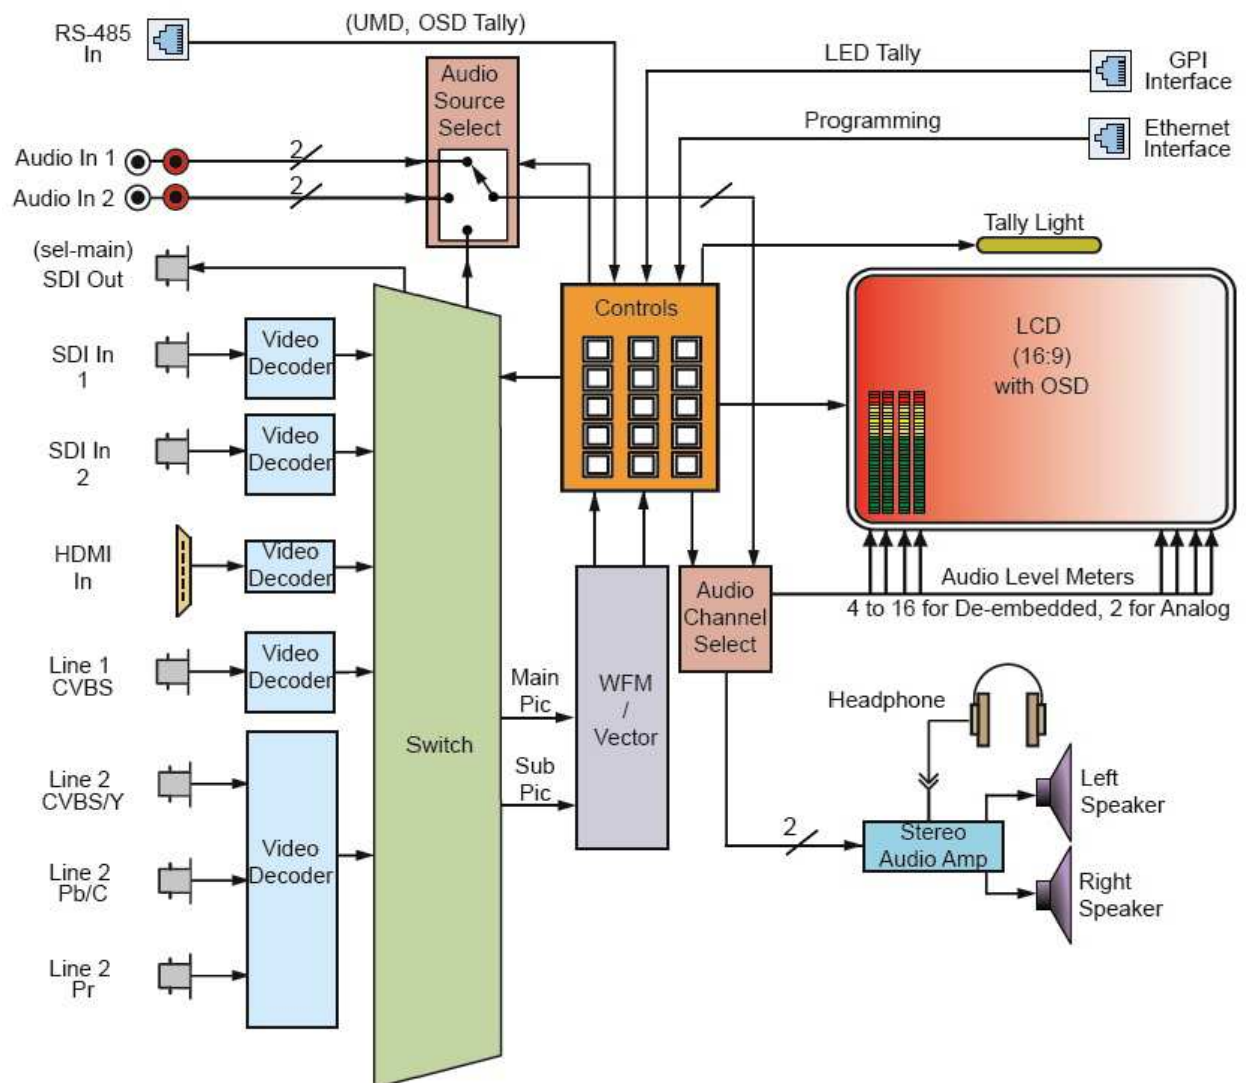 RS-485
In
(UMD, OSD Tally)
LED Tally
GPI
Interface
Programming
Ethernet
Interface
Audio
Source
Select
Audio In 1
2
Audio In 2
2
(sel-main)
SDI Out
Tally Light
Controls
LCD
(16:9)
with OSD
SDI In
1
Video
Decoder
SDI In
2
Video
Decoder
HDMI
In
Video
Decoder
Line 1
CVBS
Video
Decoder
Line 2
CVBS/Y
Line 2
Pb/C
Line 2
Pr
Video
Decoder
Switch
Main
Pic
Sub
Pic
WFM
/
Vector
Audio
Channel
Select
Audio Level Meters
4 to 16 for De-embedded, 2 for Analog
Headphone
2
Stereo
Audio Amp
Left
Speaker
Right
Speaker